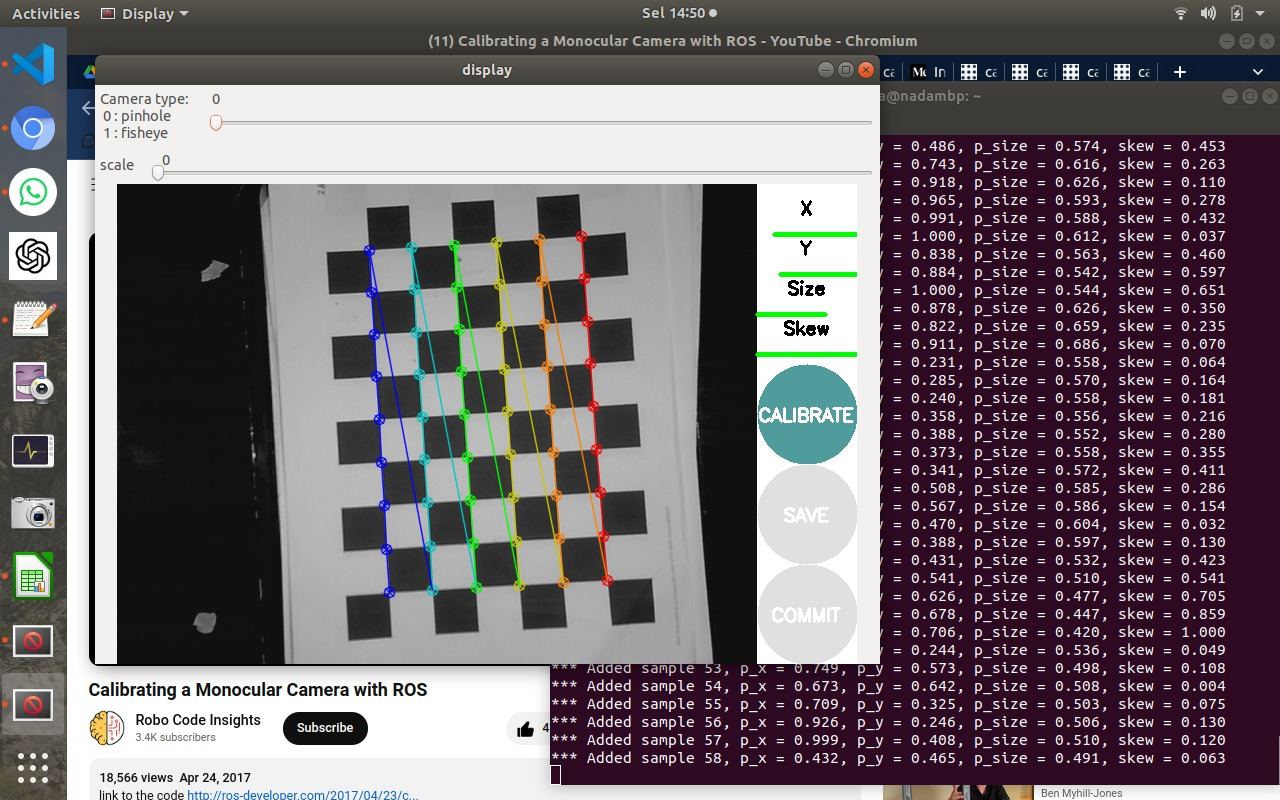 Activities
Display
Sel 14:50
(11) Calibrating a Monocular Camera with ROS - YouTube - Chromium
display
In
a@nadambp: ~
Camera type:
0 : pinhole
1 : fisheye
0
scale
0
X
Y
Size
Skew
CALIBRATE
SAVE
COMMIT
= 0.486, p_size = 0.574, skew = 0.453
= 0.743, p_size = 0.616, skew = 0.263
= 0.918, p_size = 0.626, skew = 0.110
= 0.965, p_size = 0.593, skew = 0.278
= 0.991, p_size = 0.588, skew = 0.432
= 1.000, p_size = 0.612, skew = 0.037
= 0.838, p_size = 0.563, skew = 0.460
= 0.884, p_size = 0.542, skew = 0.597
= 1.000, p_size = 0.544, skew = 0.651
= 0.878, p_size = 0.626, skew = 0.350
= 0.822, p_size = 0.659, skew = 0.235
= 0.911, p_size = 0.686, skew = 0.070
= 0.231, p_size = 0.558, skew = 0.064
= 0.285, p_size = 0.570, skew = 0.164
= 0.240, p_size = 0.558, skew = 0.181
= 0.358, p_size = 0.556, skew = 0.216
= 0.388, p_size = 0.552, skew = 0.280
= 0.373, p_size = 0.558, skew = 0.355
= 0.341, p_size = 0.572, skew = 0.411
= 0.508, p_size = 0.585, skew = 0.286
= 0.567, p_size = 0.586, skew = 0.154
= 0.470, p_size = 0.604, skew = 0.032
= 0.388, p_size = 0.597, skew = 0.130
= 0.431, p_size = 0.532, skew = 0.423
= 0.541, p_size = 0.510, skew = 0.541
= 0.626, p_size = 0.477, skew = 0.705
= 0.678, p_size = 0.447, skew = 0.859
= 0.706, p_size = 0.420, skew = 1.000
= 0.244, p_size = 0.536, skew = 0.049
*** Added sample 53, p_x = 0.749, p_y = 0.573, p_size = 0.498, skew = 0.108
*** Added sample 54, p_x = 0.673, p_y = 0.642, p_size = 0.508, skew = 0.004
*** Added sample 55, p_x = 0.709, p_y = 0.325, p_size = 0.503, skew = 0.075
*** Added sample 56, p_x = 0.926, p_y = 0.246, p_size = 0.506, skew = 0.130
*** Added sample 57, p_x = 0.999, p_y = 0.408, p_size = 0.510, skew = 0.120
*** Added sample 58, p_x = 0.432, p_y = 0.465, p_size = 0.491, skew = 0.063
Calibrating a Monocular Camera with ROS
Robo Code Insights
3.4K subscribers
Subscribe
4
18,566 views Apr 24, 2017
link to the code http://ros-developer.com/2017/04/23/c...
Ben Myhill-Jones